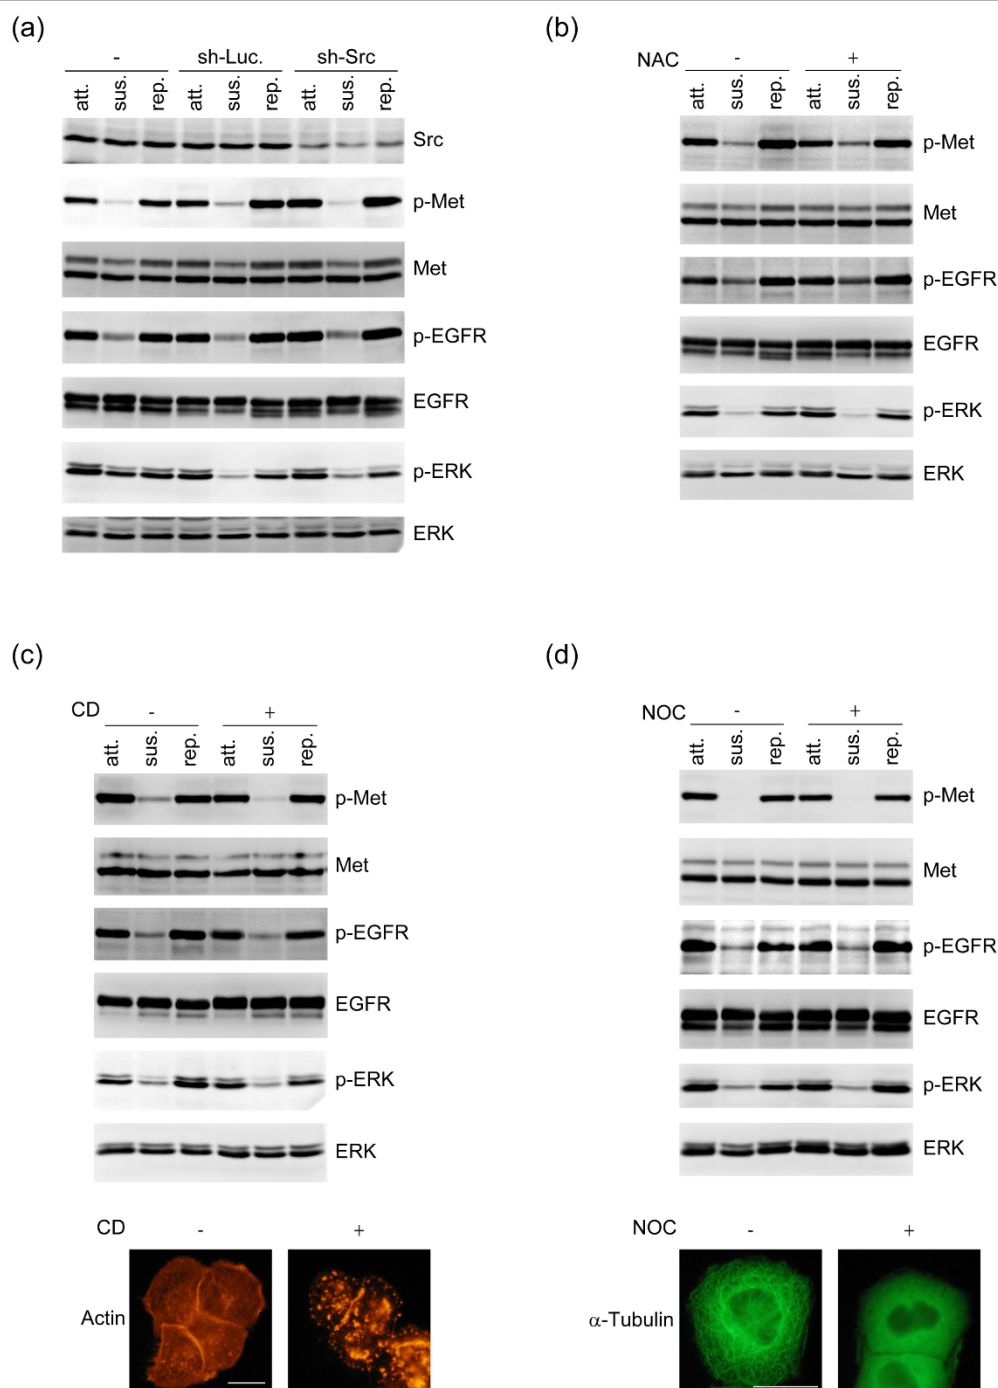 (a)
- sh-Luc. sh-Src
att. sus. rep. att. sus. rep. att. sus. rep.
Src
p-Met
Met
p-EGFR
EGFR
p-ERK
ERK
(b)
NAC - +
att. sus. rep. att. sus. rep.
p-Met
Met
p-EGFR
EGFR
p-ERK
ERK
(c)
CD - +
att. sus. rep. att. sus. rep.
p-Met
Met
p-EGFR
EGFR
p-ERK
ERK
CD - +
Actin
(d)
NOC - +
att. sus. rep. att. sus. rep.
p-Met
Met
p-EGFR
EGFR
p-ERK
ERK
NOC - +
α-Tubulin